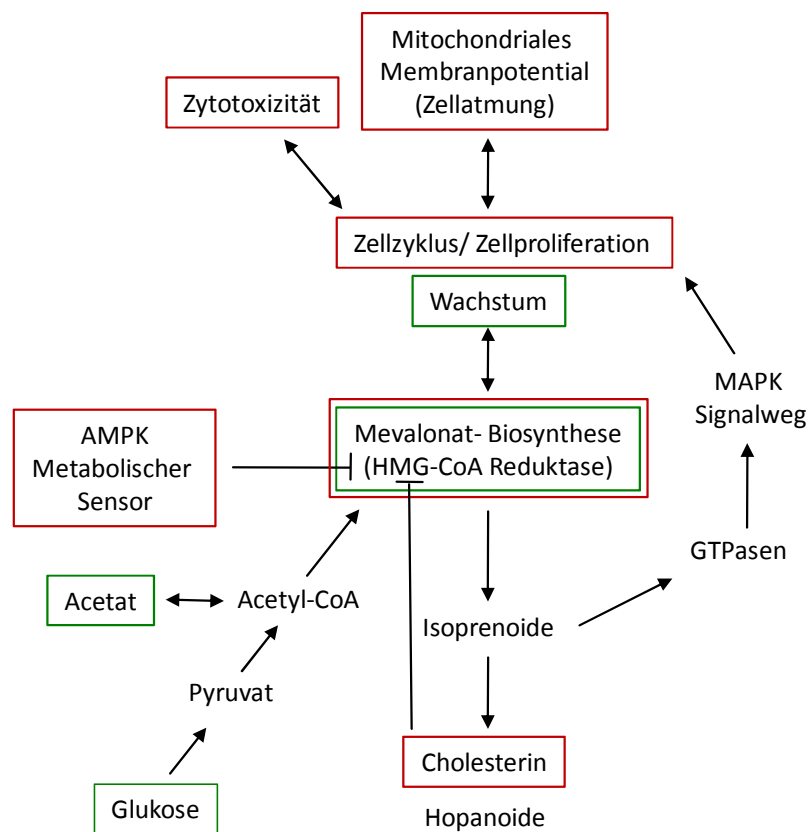 Mitochondriales
Membranpotential
(Zellatmung)
Zytotoxizität
Zellzyklus/ Zellproliferation
Wachstum
MAPK
Signalweg
AMPK
Metabolischer
Sensor
Mevalonat- Biosynthese
(HMG-CoA Reduktase)
GTPasen
Acetat
Acetyl-CoA
Isoprenoide
Pyruvat
Cholesterin
Glukose
Hopanoide